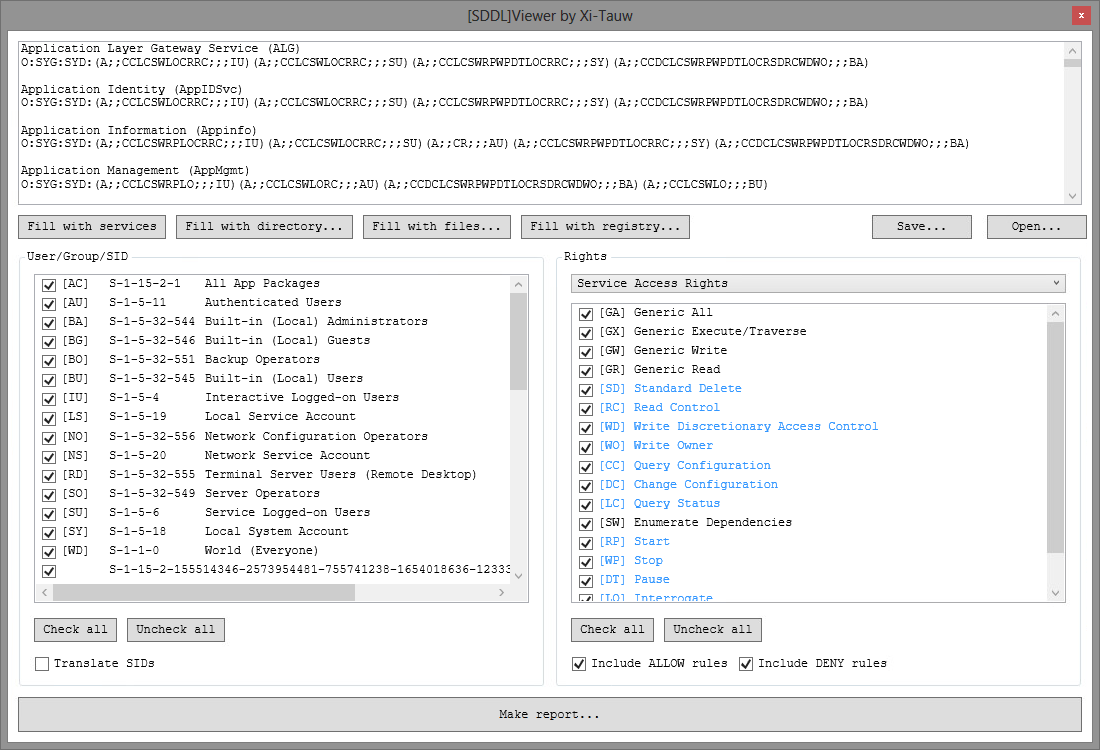 [SDDL]Viewer by Xi-Tauw
x
Application Layer Gateway Service (ALG)
O:SYG:SYD:(A;;CCLCSWLOCRRC;;;IU)(A;;CCLCSWLOCRRC;;;SU)(A;;CCLCSWRPWPDTLOCRRC;;;SY)(A;;CCDCLCSWRPWPDTLOCRSDRCWDWO;;;BA)
Application Identity (AppIDSvc)
O:SYG:SYD:(A;;CCLCSWLOCRRC;;;IU)(A;;CCLCSWLOCRRC;;;SU)(A;;CCLCSWRPWPDTLOCRRC;;;SY)(A;;CCDCLCSWRPWPDTLOCRSDRCWDWO;;;BA)
Application Information (Appinfo)
O:SYG:SYD:(A;;CCLCSWRPLOCRRC;;;IU)(A;;CCLCSWLOCRRC;;;SU)(A;;CR;;;AU)(A;;CCLCSWRPWPDTLOCRRC;;;SY)(A;;CCDCLCSWRPWPDTLOCRSDRCWDWO;;;BA)
Application Management (AppMgmt)
O:SYG:SYD:(A;;CCLCSWRPLO;;;IU)(A;;CCLCSWLORC;;;AU)(A;;CCDCLCSWRPWPDTLOCRSDRCWDWO;;;BA)(A;;CCLCSWLO;;;BU)
Fill with services Fill with directory... Fill with files... Fill with registry... Save... Open...
User/Group/SID
[AC] S-1-15-2-1 All App Packages
[AU] S-1-5-11 Authenticated Users
[BA] S-1-5-32-544 Built-in (Local) Administrators
[BG] S-1-5-32-546 Built-in (Local) Guests
[BO] S-1-5-32-551 Backup Operators
[BU] S-1-5-32-545 Built-in (Local) Users
[IU] S-1-5-4 Interactive Logged-on Users
[LS] S-1-5-19 Local Service Account
[NO] S-1-5-32-556 Network Configuration Operators
[NS] S-1-5-20 Network Service Account
[RD] S-1-5-32-555 Terminal Server Users (Remote Desktop)
[SO] S-1-5-32-549 Server Operators
[SU] S-1-5-6 Service Logged-on Users
[SY] S-1-5-18 Local System Account
[WD] S-1-1-0 World (Everyone)
S-1-15-2-155514346-2573954481-755741238-1654018636-12333
Check all Uncheck all
Translate SIDs
Rights
Service Access Rights
[GA] Generic All
[GX] Generic Execute/Traverse
[GW] Generic Write
[GR] Generic Read
[SD] Standard Delete
[RC] Read Control
[WD] Write Discretionary Access Control
[WO] Write Owner
[CC] Query Configuration
[DC] Change Configuration
[LC] Query Status
[SW] Enumerate Dependencies
[RP] Start
[WP] Stop
[DT] Pause
[LO] Interrogate
Check all Uncheck all
Include ALLOW rules Include DENY rules
Make report...